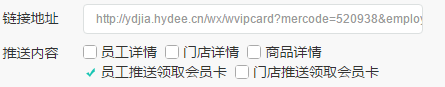 链接地址 http://ydjia.hydee.cn/wx/wvipcard?mercode=520938&employ
推送内容 员工详情 门店详情 商品详情
员工推送领取会员卡 门店推送领取会员卡